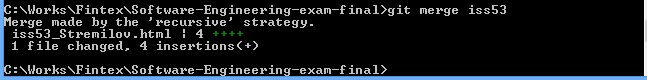 C:\Works\Fintex\Software-Engineering-exam-final>git merge iss53
Merge made by the 'recursive' strategy.
 iss53_Stremilov.html | 4 ++++
 1 file changed, 4 insertions(+)
C:\Works\Fintex\Software-Engineering-exam-final>